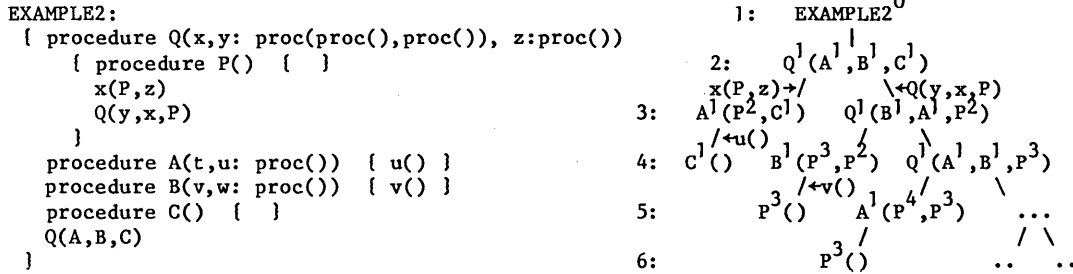 EXAMPLE2:
{ procedure Q(x,y: proc(proc(),proc()), z:proc())
{ procedure P() { }
x(P,z)
Q(y,x,P)
}
procedure A(t,u: proc()) { u() }
procedure B(v,w: proc()) { v() }
procedure C() { }
Q(A,B,C)
}
1: EXAMPLE2⁰
|
2: Q¹(A¹,B¹,C¹)
x(P,z)→/ \←Q(y,x,P)
3: A¹(P²,C¹) Q¹(B¹,A¹,P²)
/←u() / \
4: C¹() B¹(P³,P²) Q¹(A¹,B¹,P³)
/←v() / \
5: P³() A¹(P⁴,P³) ...
/ / \
6: P³() .. ..